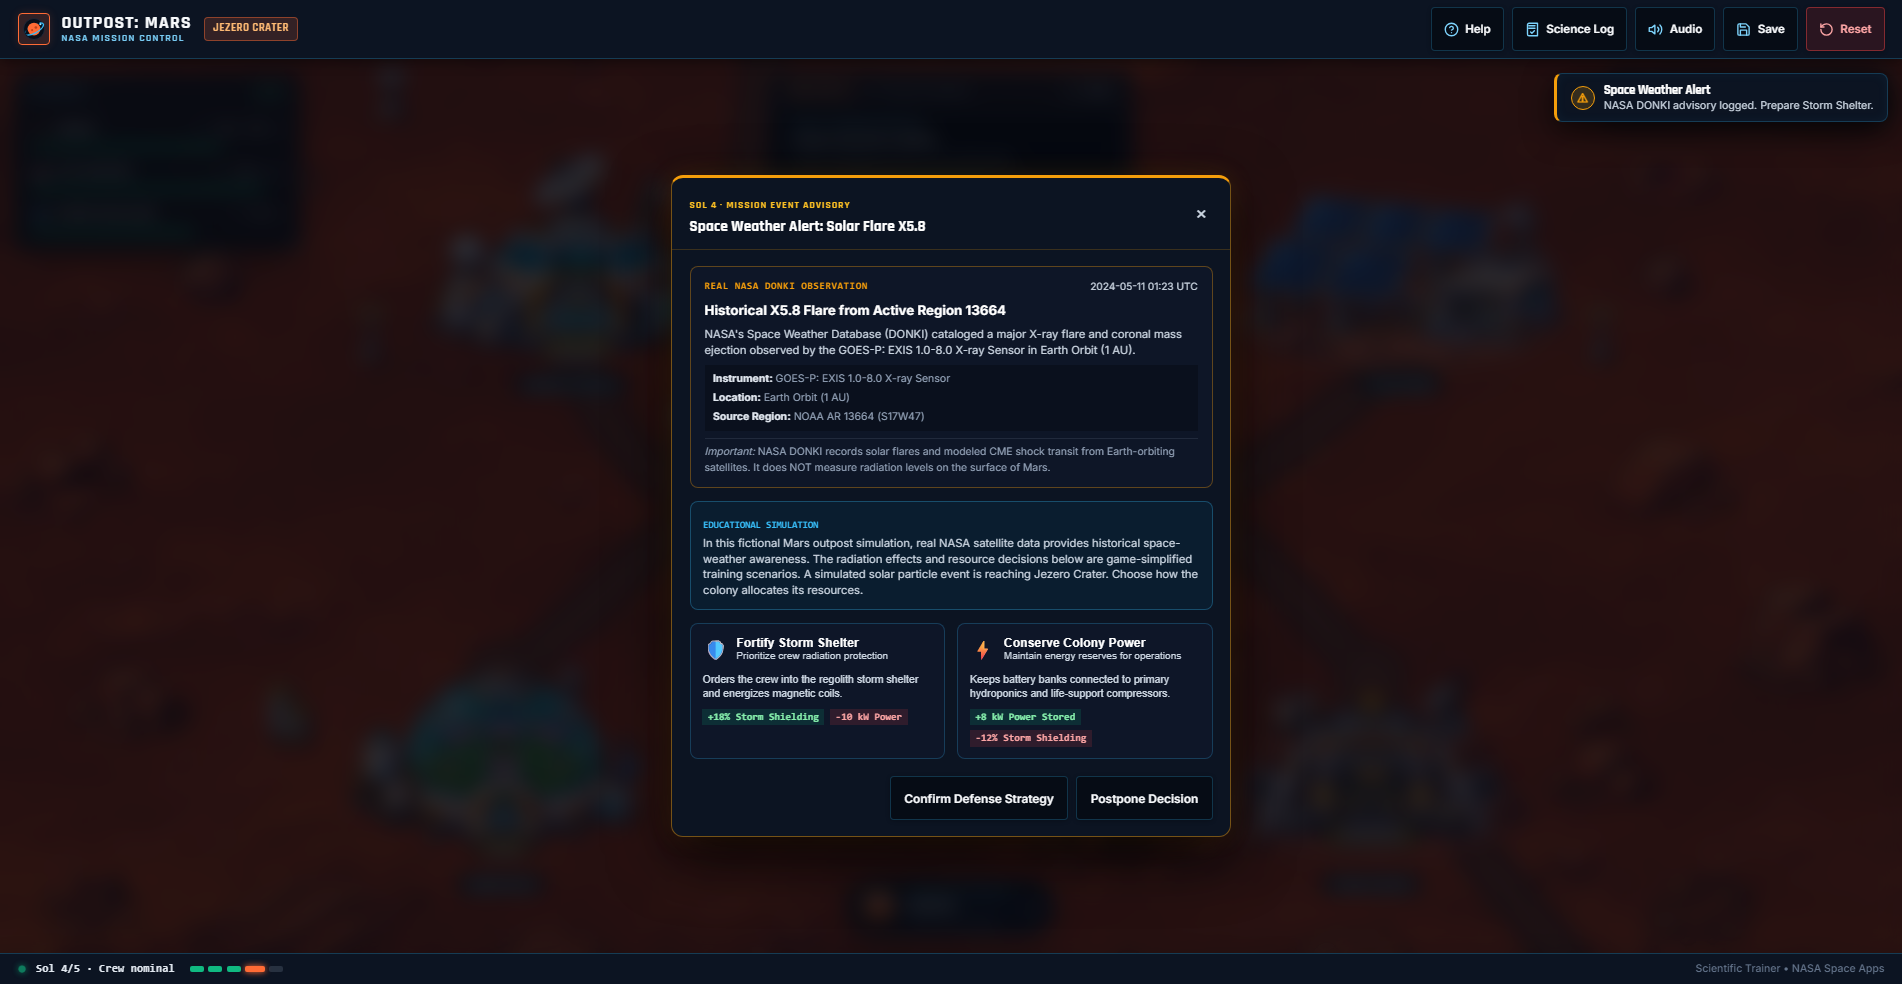 OUTPOST: MARS
NASA MISSION CONTROL
JEZERO CRATER
Help
Science Log
Audio
Save
Reset
Space Weather Alert
NASA DONKI advisory logged. Prepare Storm Shelter.
SOL 4 · MISSION EVENT ADVISORY
Space Weather Alert: Solar Flare X5.8
×
REAL NASA DONKI OBSERVATION
2024-05-11 01:23 UTC
Historical X5.8 Flare from Active Region 13664
NASA's Space Weather Database (DONKI) cataloged a major X-ray flare and coronal mass
ejection observed by the GOES-P: EXIS 1.0-8.0 X-ray Sensor in Earth Orbit (1 AU).
Instrument: GOES-P: EXIS 1.0-8.0 X-ray Sensor
Location: Earth Orbit (1 AU)
Source Region: NOAA AR 13664 (S17W47)
Important: NASA DONKI records solar flares and modeled CME shock transit from Earth-orbiting
satellites. It does NOT measure radiation levels on the surface of Mars.
EDUCATIONAL SIMULATION
In this fictional Mars outpost simulation, real NASA satellite data provides historical space-
weather awareness. The radiation effects and resource decisions below are game-simplified
training scenarios. A simulated solar particle event is reaching Jezero Crater. Choose how the
colony allocates its resources.
Fortify Storm Shelter
Prioritize crew radiation protection
Orders the crew into the regolith storm shelter
and energizes magnetic coils.
+18% Storm Shielding
-10 kW Power
Conserve Colony Power
Maintain energy reserves for operations
Keeps battery banks connected to primary
hydroponics and life-support compressors.
+8 kW Power Stored
-12% Storm Shielding
Confirm Defense Strategy
Postpone Decision
Sol 4/5 · Crew nominal
Scientific Trainer • NASA Space Apps